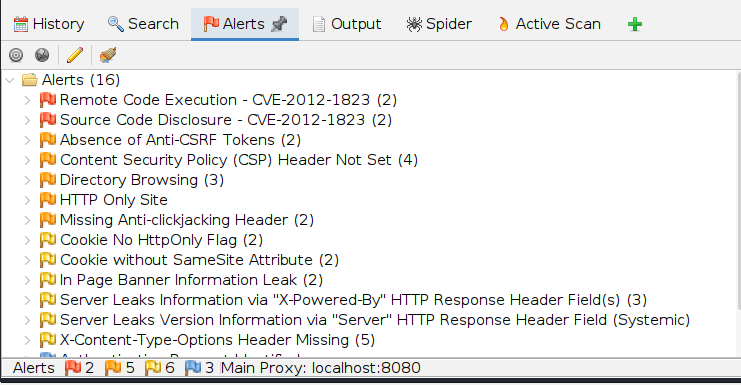 History Search Alerts Output Spider Active Scan
Alerts (16)
Remote Code Execution - CVE-2012-1823 (2)
Source Code Disclosure - CVE-2012-1823 (2)
Absence of Anti-CSRF Tokens (2)
Content Security Policy (CSP) Header Not Set (4)
Directory Browsing (3)
HTTP Only Site
Missing Anti-clickjacking Header (2)
Cookie No HttpOnly Flag (2)
Cookie without SameSite Attribute (2)
In Page Banner Information Leak (2)
Server Leaks Information via "X-Powered-By" HTTP Response Header Field(s) (3)
Server Leaks Version Information via "Server" HTTP Response Header Field (Systemic)
X-Content-Type-Options Header Missing (5)
Alerts 2 5 6 3 Main Proxy: localhost:8080